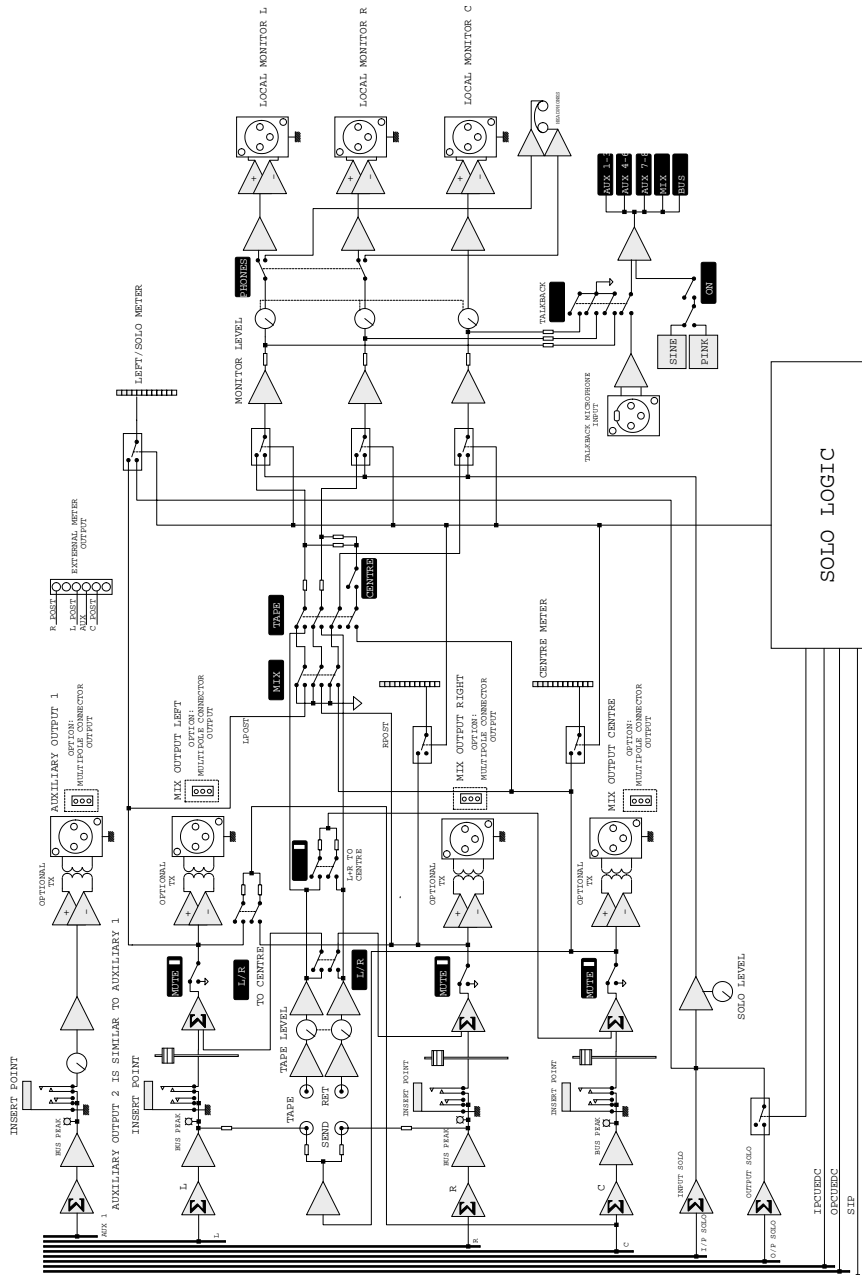 LOCAL MONITOR L
LOCAL MONITOR R
LOCAL MONITOR C
HEADPHONES
PHONES
MONITOR LEVEL
LEFT/SOLO METER
TALKBACK
AUX 1-3
AUX 4-6
AUX 7-8
MIX
BUS
ON
SINE
PINK
TALKBACK MICROPHONE
INPUT
SOLO LOGIC
EXTERNAL METER
OUTPUT
R POST
L POST
AUX
C POST
TAPE
CENTRE
MIX
CENTRE METER
LPOST
RPOST
AUXILIARY OUTPUT 1
OPTION:
MULTIPOLE CONNECTOR
OUTPUT
MIX OUTPUT LEFT
OPTION:
MULTIPOLE CONNECTOR
OUTPUT
MIX OUTPUT RIGHT
OPTION:
MULTIPOLE CONNECTOR
OUTPUT
MIX OUTPUT CENTRE
OPTION:
MULTIPOLE CONNECTOR
OUTPUT
OPTIONAL
TX
OPTIONAL
TX
OPTIONAL
TX
OPTIONAL
TX
+
-
+
-
+
-
+
-
+
-
+
-
+
-
L+R TO
CENTRE
MUTE
MUTE
MUTE
L/R
TO CENTRE
L/R
TAPE LEVEL
TAPE
SEND
RET
SOLO LEVEL
INSERT POINT
AUXILIARY OUTPUT 2 IS SIMILAR TO AUXILIARY 1
INSERT POINT
INSERT POINT
INSERT POINT
BUS PEAK
BUS PEAK
BUS PEAK
BUS PEAK
Σ
Σ
Σ
Σ
Σ
Σ
Σ
Σ
Σ
L
R
C
INPUT SOLO
OUTPUT SOLO
AUX 1
L
R
C
I/P SOLO
O/P SOLO
IPCUEDC
OPCUEDC
SIP